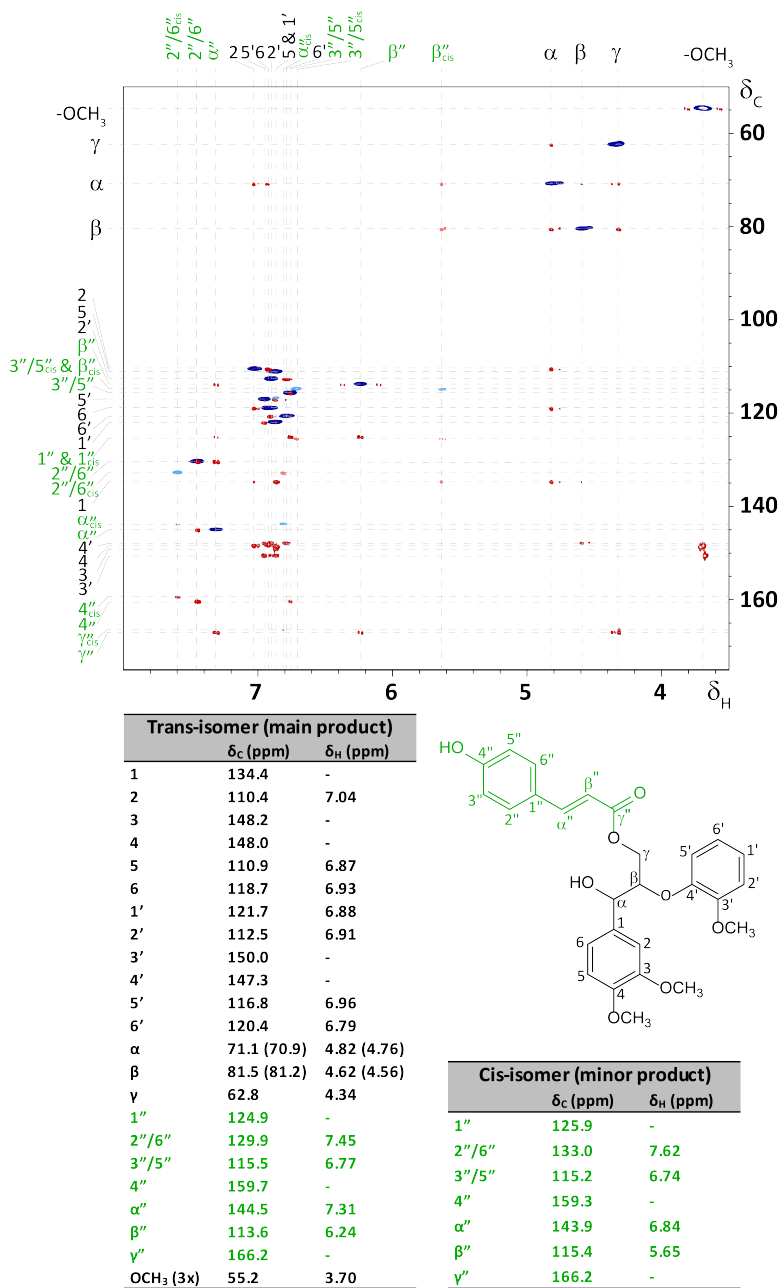 2″/6″cis
2″/6″
α″
2 5'6 2'
5 & 1'
α″cis
6'
3″/5″
3″/5″cis
β″
β″cis
α
β
γ
-OCH3
δC
-OCH3
γ
α
β
2
5
2'
β″
3″/5″cis & β″cis
3″/5″
5'
6
6'
1'
1″ & 1″cis
2″/6″
2″/6″cis
1
α″cis
α″
4'
4
3
3'
4″cis
4″
γ″cis
γ″
60
80
100
120
140
160
7 6 5 4 δH
Trans-isomer (main product)
δC (ppm) δH (ppm)
1 134.4 -
2 110.4 7.04
3 148.2 -
4 148.0 -
5 110.9 6.87
6 118.7 6.93
1' 121.7 6.88
2' 112.5 6.91
3' 150.0 -
4' 147.3 -
5' 116.8 6.96
6' 120.4 6.79
α 71.1 (70.9) 4.82 (4.76)
β 81.5 (81.2) 4.62 (4.56)
γ 62.8 4.34
1″ 124.9 -
2″/6″ 129.9 7.45
3″/5″ 115.5 6.77
4″ 159.7 -
α″ 144.5 7.31
β″ 113.6 6.24
γ″ 166.2 -
OCH3 (3x) 55.2 3.70
HO
4″
5″
6″
3″
2″
1″
β″
α″
γ″
O
O
γ
β
HO
α
O
6'
5'
1'
4'
2'
3'
OCH3
1
6
2
5
3
4
OCH3
OCH3
Cis-isomer (minor product)
δC (ppm) δH (ppm)
1″ 125.9 -
2″/6″ 133.0 7.62
3″/5″ 115.2 6.74
4″ 159.3 -
α″ 143.9 6.84
β″ 115.4 5.65
γ″ 166.2 -